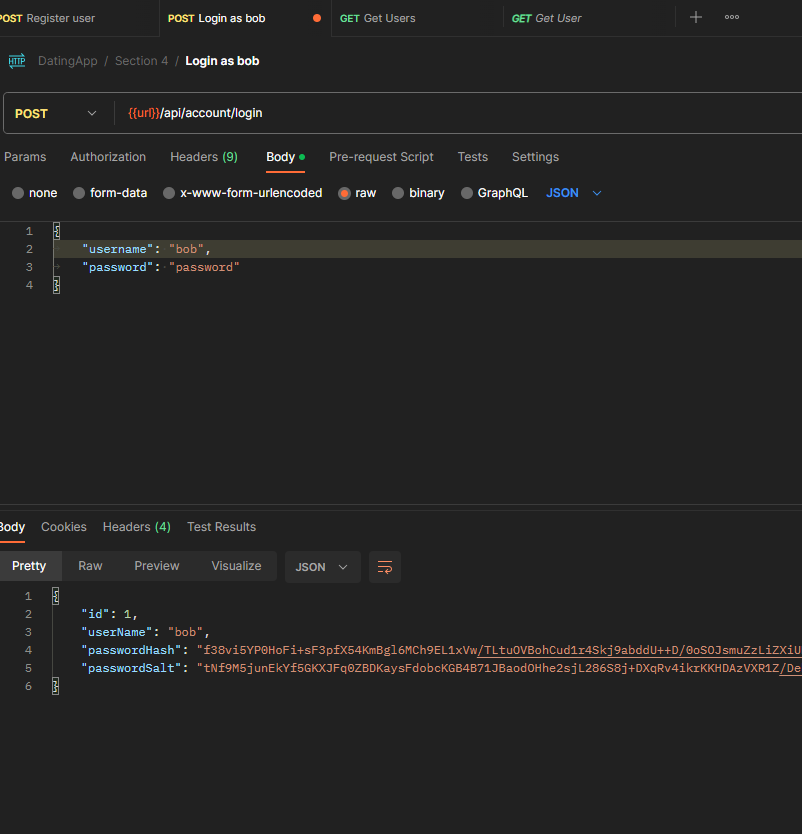 POST Register user POST Login as bob GET Get Users GET Get User
HTTP DatingApp / Section 4 / Login as bob
POST {{url}}/api/account/login
Params Authorization Headers (9) Body Pre-request Script Tests Settings
none form-data x-www-form-urlencoded raw binary GraphQL JSON
1 {
2 "username": "bob",
3 "password": "password"
4 }
Body Cookies Headers (4) Test Results
Pretty Raw Preview Visualize JSON
1 {
2 "id": 1,
3 "userName": "bob",
4 "passwordHash": "f38vi5YP0HoFi+sF3pfX54KmBgl6MCh9EL1xVw/TLtuOVBohCud1r4Skj9abddU++D/0oSOJsmuZzLiZXiU
5 "passwordSalt": "tNf9M5junEkYf5GKXJFq0ZBDKaysFdobcKGB4B71JBaodOHhe2sjL286S8j+DXqRv4ikrKKHDAzVXR1Z/De
6 }